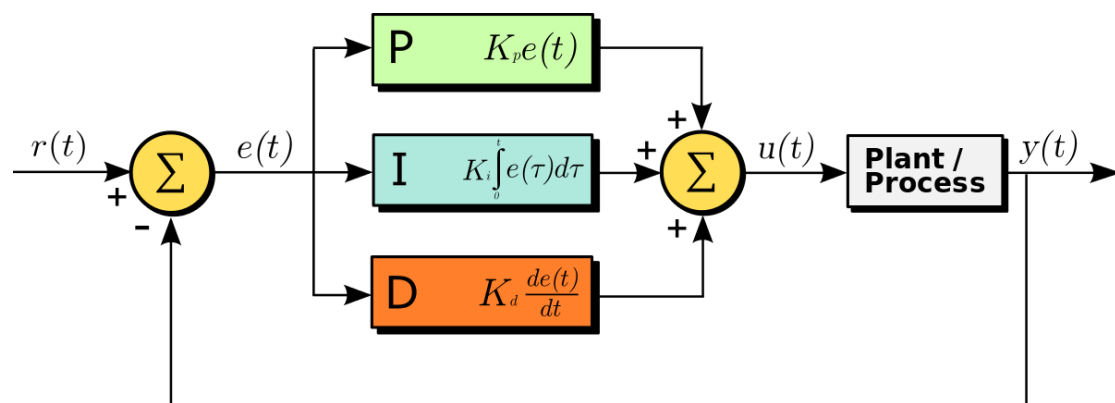 P K_p e(t)
r(t)
+
Σ
-
e(t)
I K_i ∫_0^t e(τ)dτ
D K_d de(t)/dt
+
+
+
Σ
u(t)
Plant /
Process
y(t)